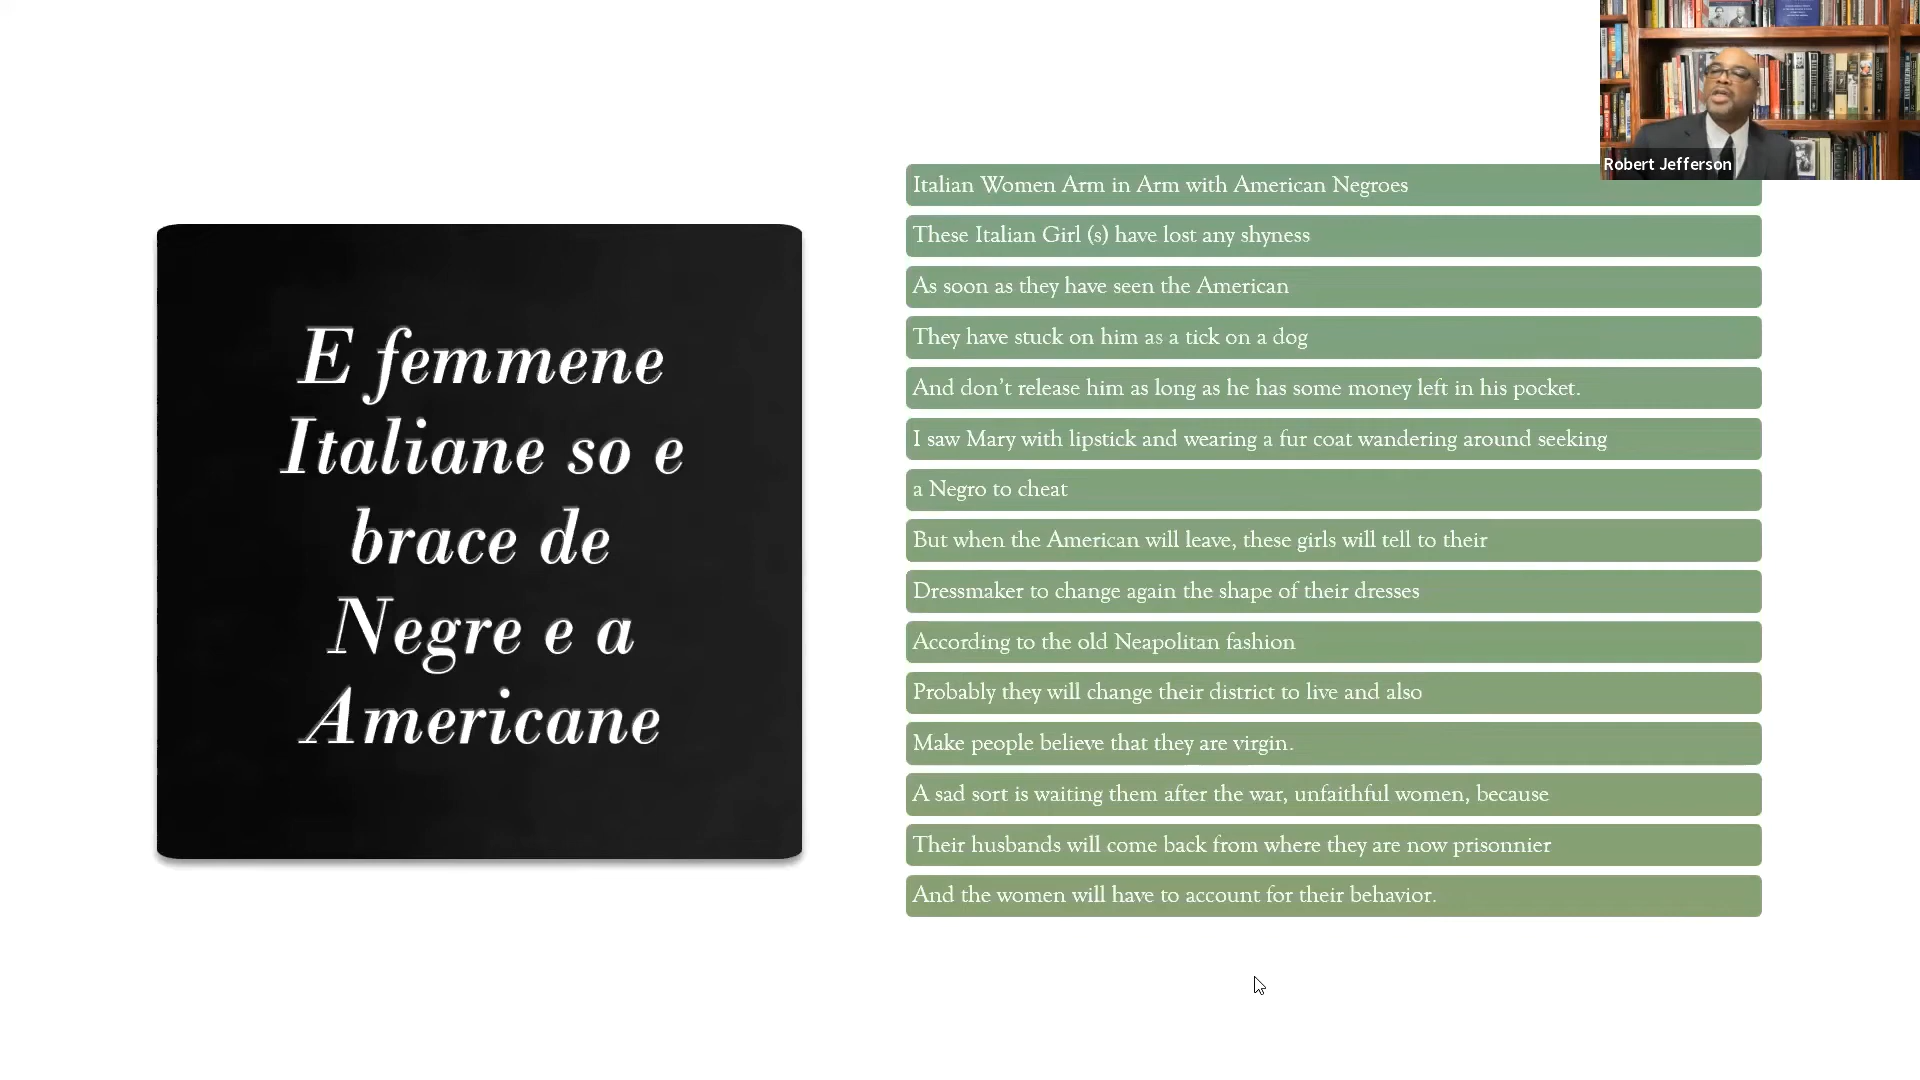 E femmene
Italiane so e
brace de
Negre e a
Americane
Italian Women Arm in Arm with American Negroes
These Italian Girl (s) have lost any shyness
As soon as they have seen the American
They have stuck on him as a tick on a dog
And don't release him as long as he has some money left in his pocket.
I saw Mary with lipstick and wearing a fur coat wandering around seeking
a Negro to cheat
But when the American will leave, these girls will tell to their
Dressmaker to change again the shape of their dresses
According to the old Neapolitan fashion
Probably they will change their district to live and also
Make people believe that they are virgin.
A sad sort is waiting them after the war, unfaithful women, because
Their husbands will come back from where they are now prisonnier
And the women will have to account for their behavior.
Robert Jefferson